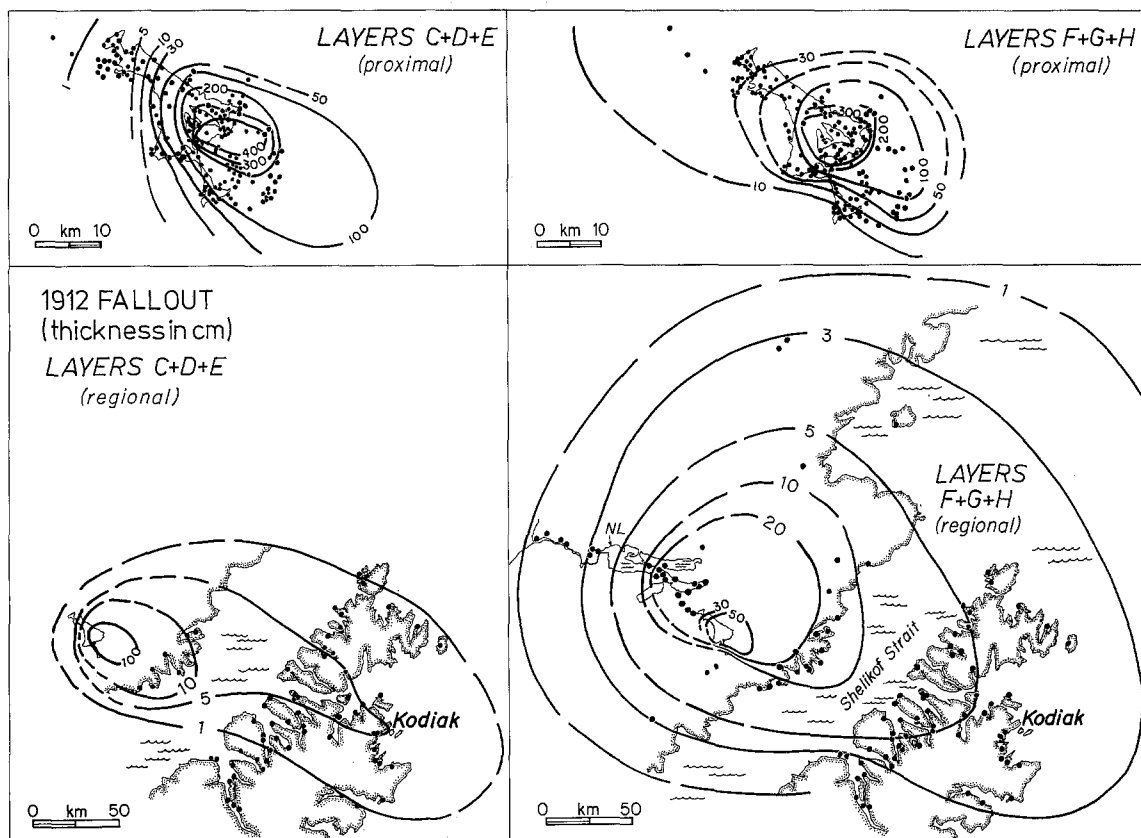 LAYERS C+D+E
(proximal)
1
5
10
30
50
200
400
300
100
0 km 10
LAYERS F+G+H
(proximal)
30
300
200
100
50
10
0 km 10
1912 FALLOUT
(thickness in cm)
LAYERS C+D+E
(regional)
100
10
5
1
Kodiak
0 km 50
1
3
5
10
20
LAYERS
F+G+H
(regional)
NL
30
50
Shelikof Strait
Kodiak
0 km 50